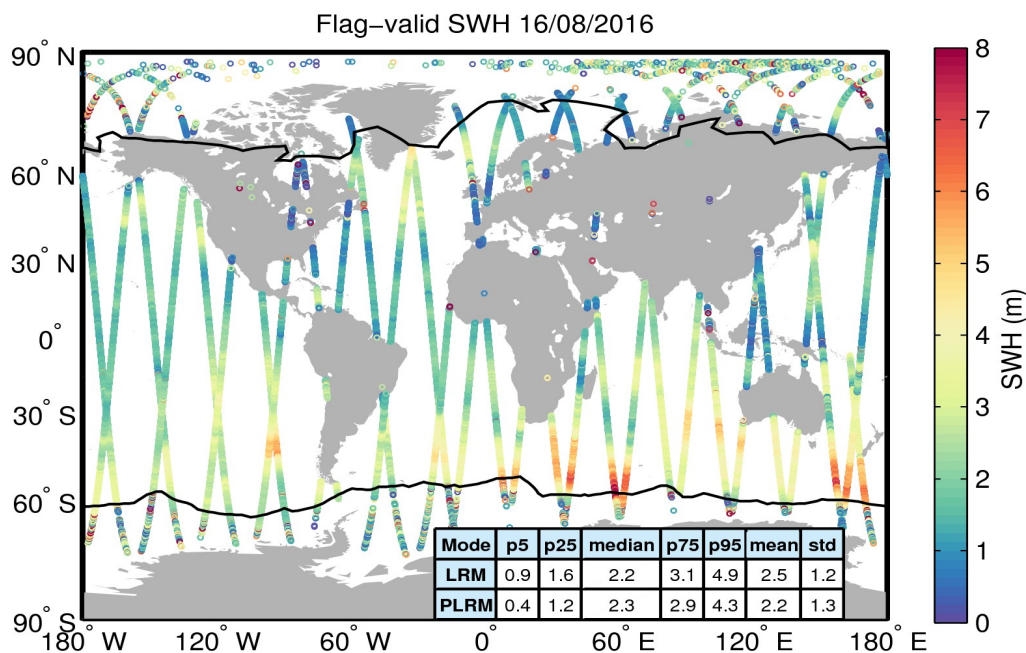 Flag–valid SWH 16/08/2016
90° N
60° N
30° N
0°
30° S
60° S
90° S
180° W
120° W
60° W
0°
60° E
120° E
180° E
Mode p5 p25 median p75 p95 mean std
LRM 0.9 1.6 2.2 3.1 4.9 2.5 1.2
PLRM 0.4 1.2 2.3 2.9 4.3 2.2 1.3
8
7
6
5
4
3
2
1
0
SWH (m)